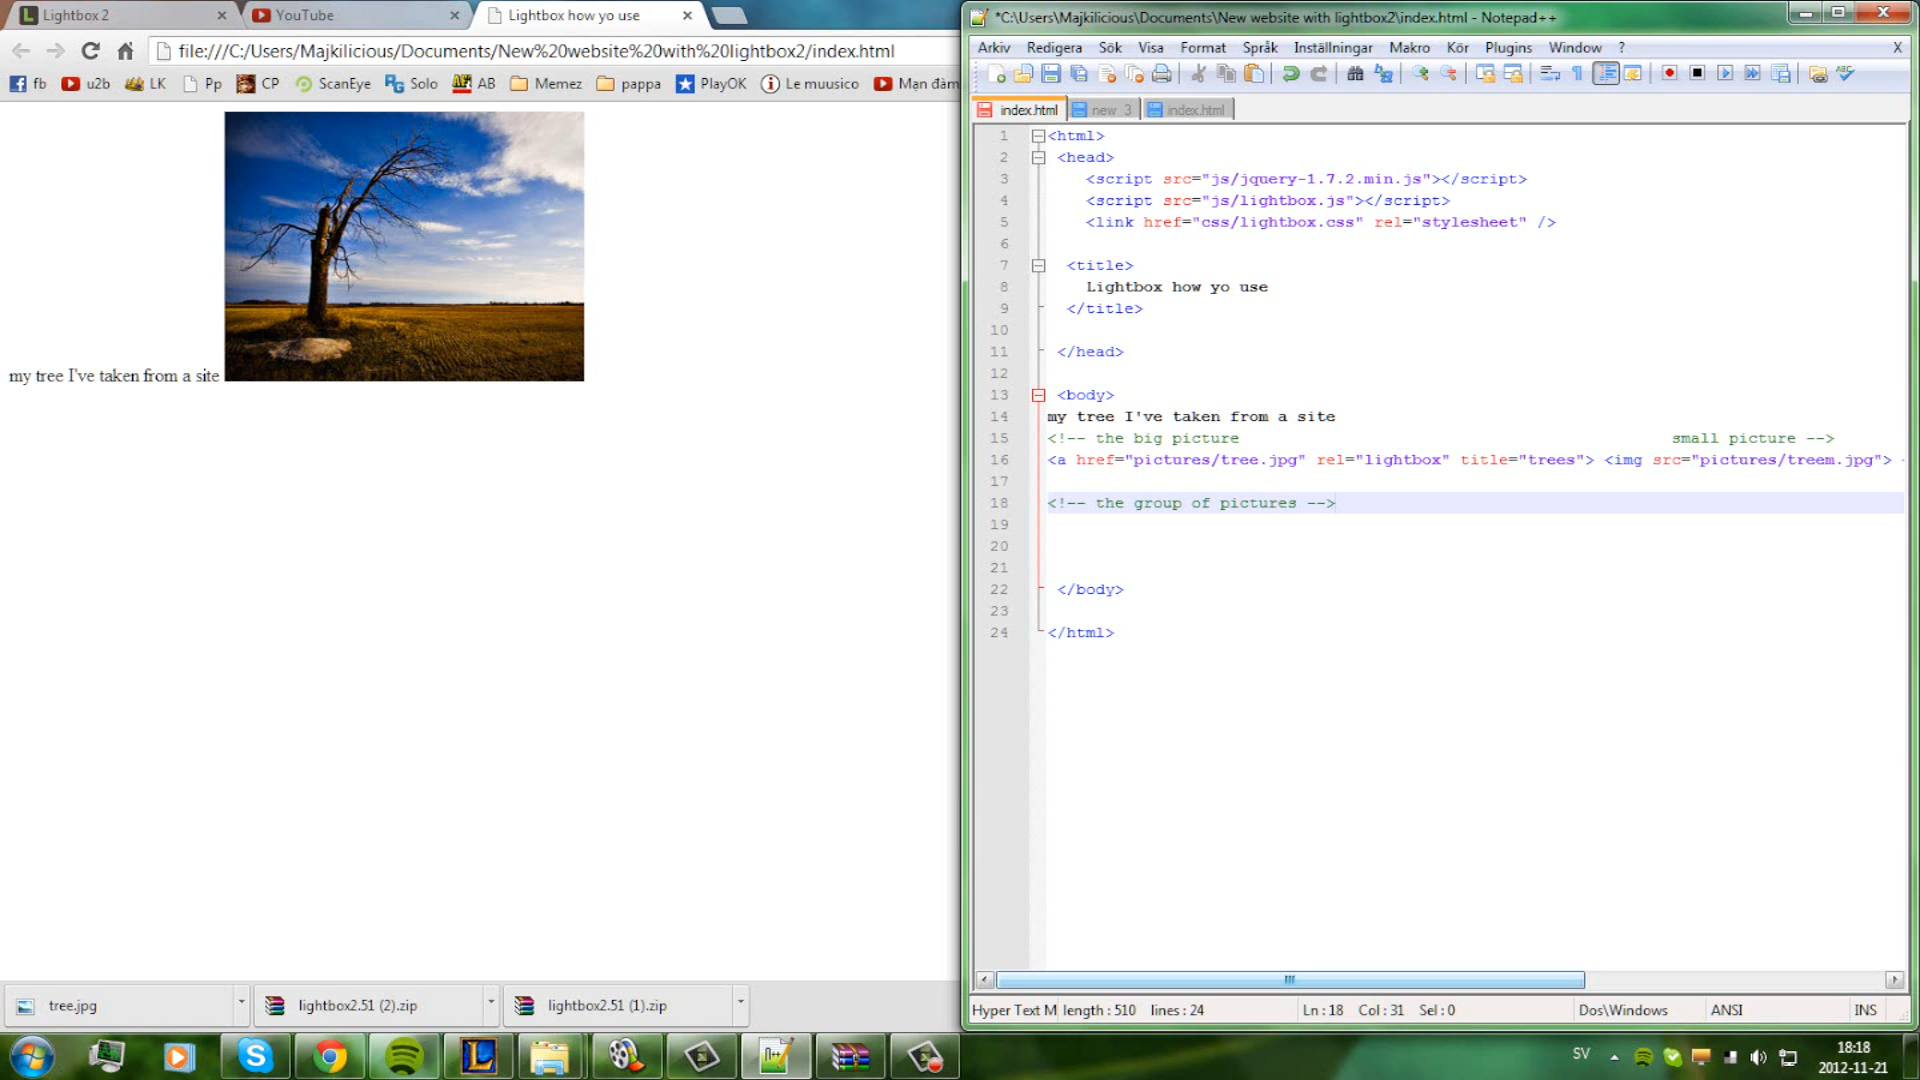 Lightbox 2
YouTube
Lightbox how yo use
file:///C:/Users/Majkilicious/Documents/New%20website%20with%20lightbox2/index.html
fb u2b LK Pp CP ScanEye Solo AB Memez pappa PlayOK Le muusico Mạn đàm
my tree I've taken from a site
tree.jpg
lightbox2.51 (2).zip
lightbox2.51 (1).zip
*C:\Users\Majkilicious\Documents\New website with lightbox2\index.html - Notepad++
Arkiv Redigera Sök Visa Format Språk Inställningar Makro Kör Plugins Window ? X
index.html new 3 index.html
1 <html>
2 <head>
3 <script src="js/jquery-1.7.2.min.js"></script>
4 <script src="js/lightbox.js"></script>
5 <link href="css/lightbox.css" rel="stylesheet" />
6
7 <title>
8 Lightbox how yo use
9 </title>
10
11 </head>
12
13 <body>
14 my tree I've taken from a site
15 <!-- the big picture small picture -->
16 <a href="pictures/tree.jpg" rel="lightbox" title="trees"> <img src="pictures/treem.jpg">
17
18 <!-- the group of pictures -->
19
20
21
22 </body>
23
24 </html>
Hyper Text M length : 510 lines : 24 Ln : 18 Col : 31 Sel : 0 Dos\Windows ANSI INS
SV
18:18
2012-11-21